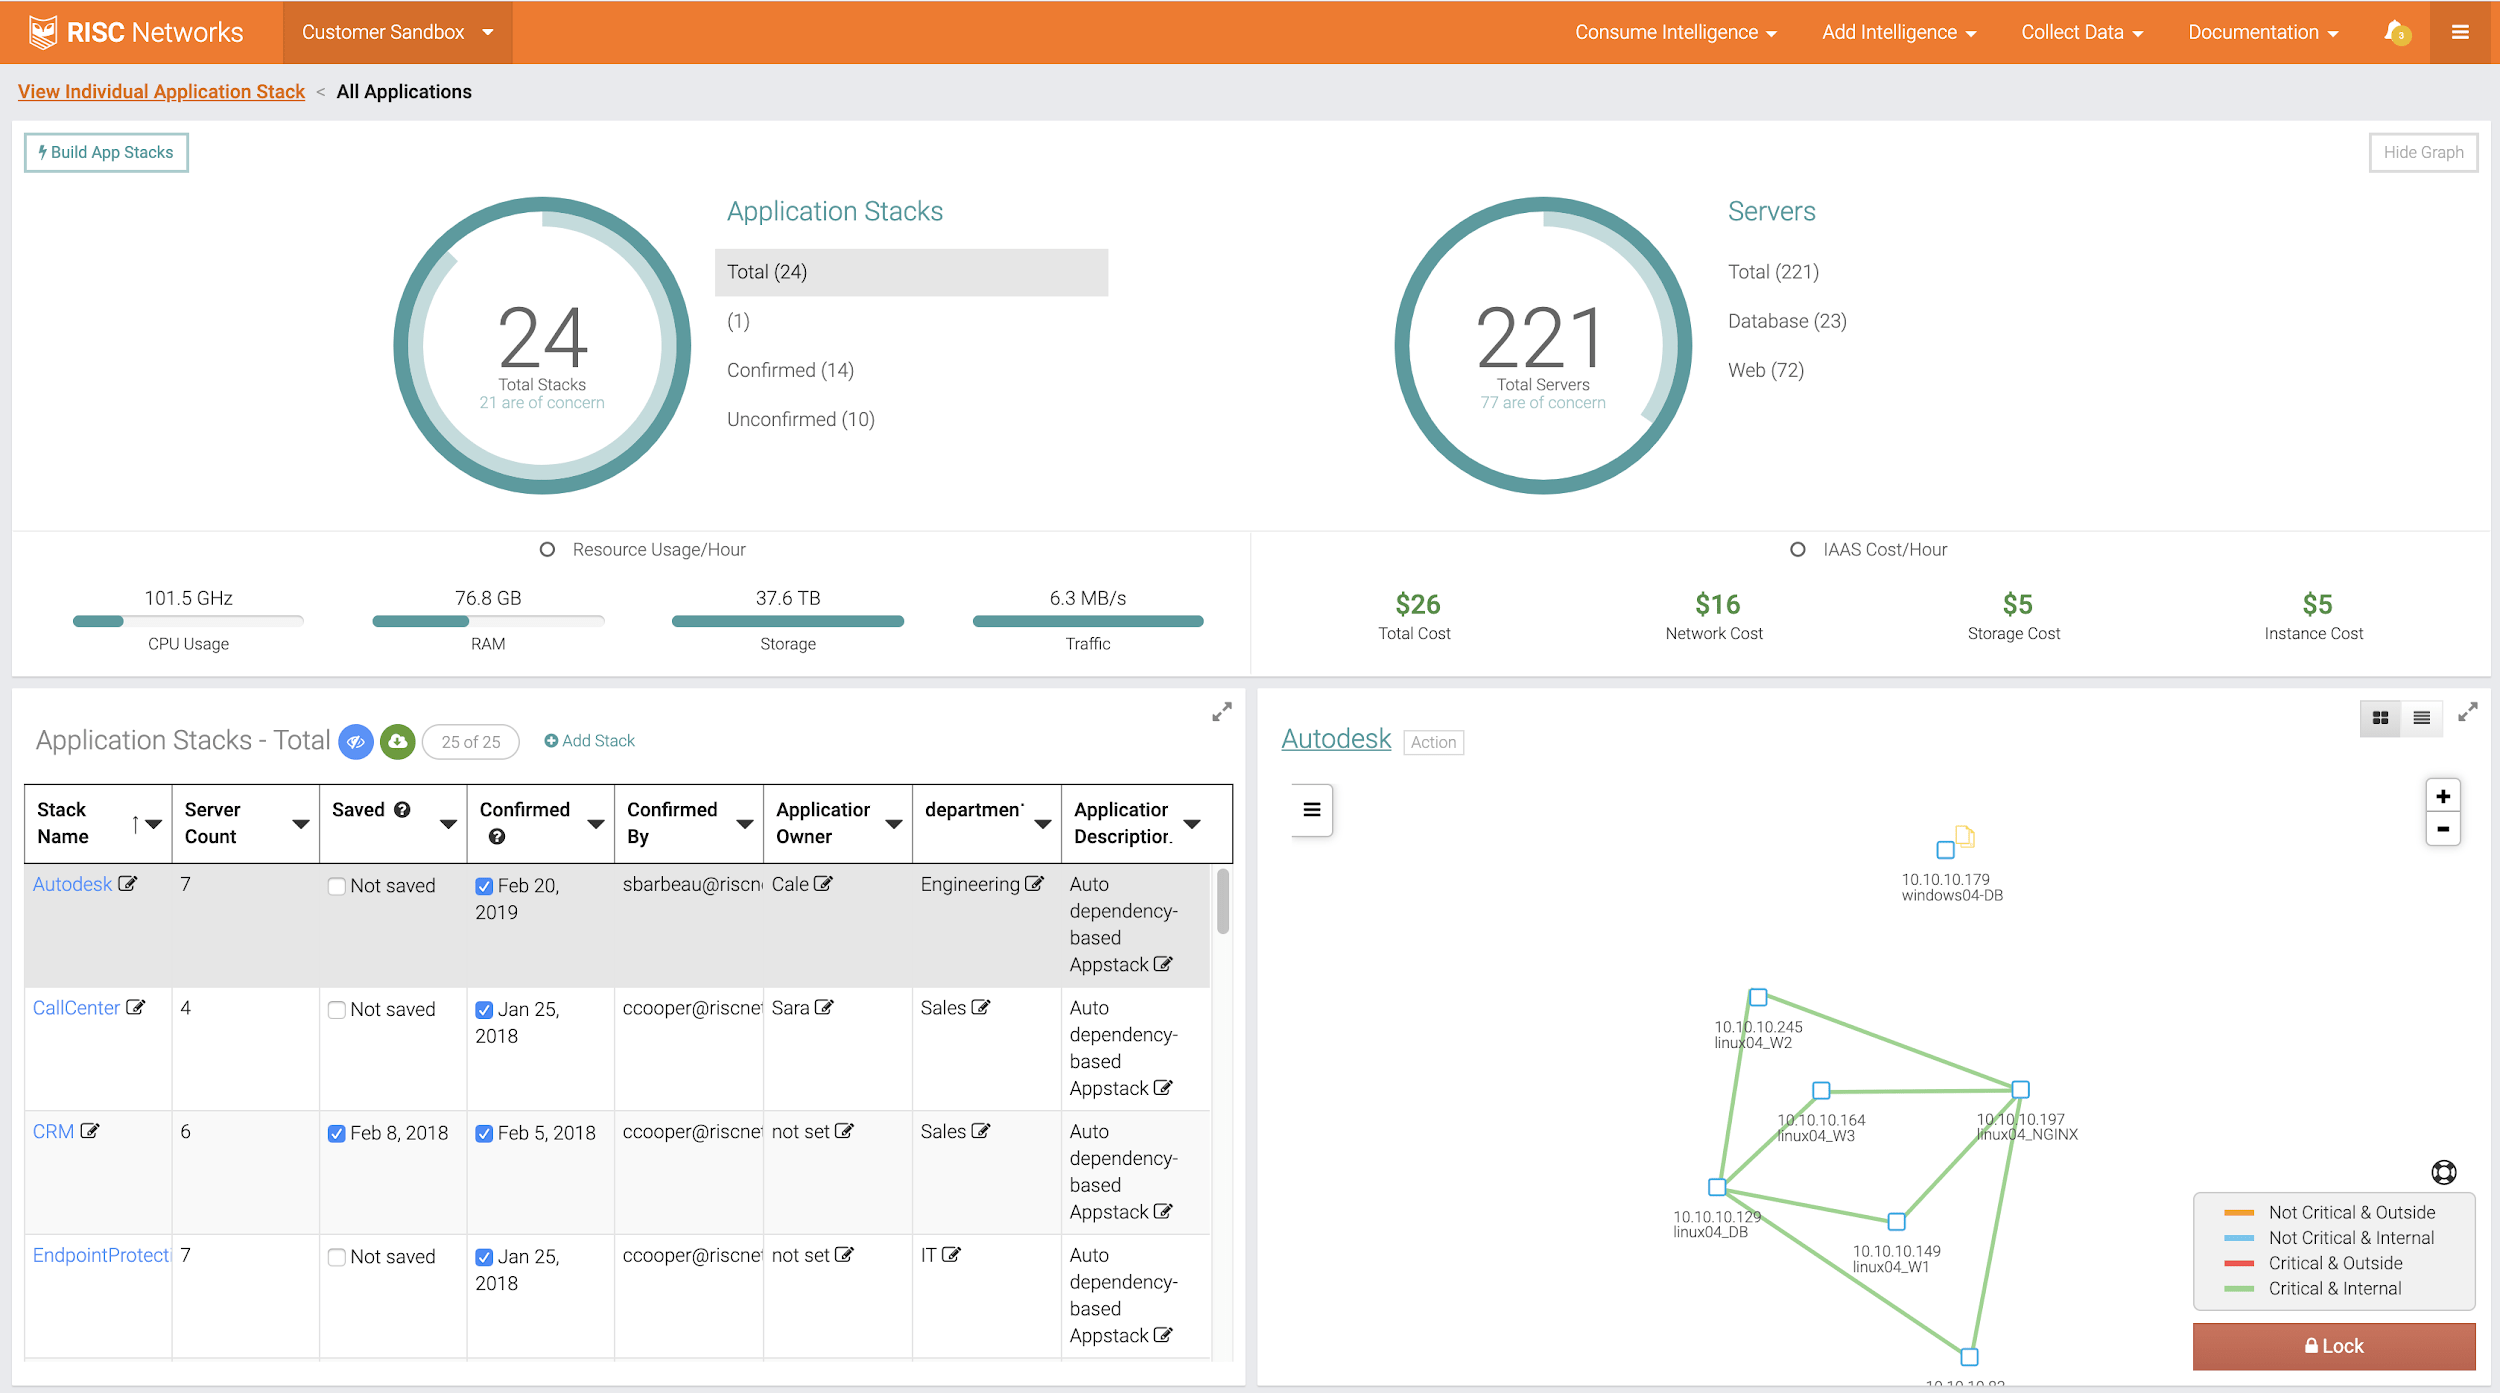 RISC Networks
Customer Sandbox
Consume Intelligence
Add Intelligence
Collect Data
Documentation
3
View Individual Application Stack < All Applications
Build App Stacks
Hide Graph
24
Total Stacks
21 are of concern
Application Stacks
Total (24)
(1)
Confirmed (14)
Unconfirmed (10)
221
Total Servers
77 are of concern
Servers
Total (221)
Database (23)
Web (72)
Resource Usage/Hour
101.5 GHz
CPU Usage
76.8 GB
RAM
37.6 TB
Storage
6.3 MB/s
Traffic
IAAS Cost/Hour
$26
Total Cost
$16
Network Cost
$5
Storage Cost
$5
Instance Cost
Application Stacks - Total
25 of 25
Add Stack
Stack Name
Server Count
Saved
Confirmed
Confirmed By
Application Owner
departmen
Application Description
Autodesk
7
Not saved
Feb 20, 2019
sbarbeau@riscn
Cale
Engineering
Auto dependency-based Appstack
CallCenter
4
Not saved
Jan 25, 2018
ccooper@riscne
Sara
Sales
Auto dependency-based Appstack
CRM
6
Feb 8, 2018
Feb 5, 2018
ccooper@riscne
not set
Sales
Auto dependency-based Appstack
EndpointProtecti
7
Not saved
Jan 25, 2018
ccooper@riscne
not set
IT
Auto dependency-based Appstack
Autodesk
Action
10.10.10.179
windows04-DB
10.10.10.245
linux04_W2
10.10.10.164
linux04_W3
10.10.10.197
linux04_NGINX
10.10.10.129
linux04_DB
10.10.10.149
linux04_W1
Not Critical & Outside
Not Critical & Internal
Critical & Outside
Critical & Internal
Lock